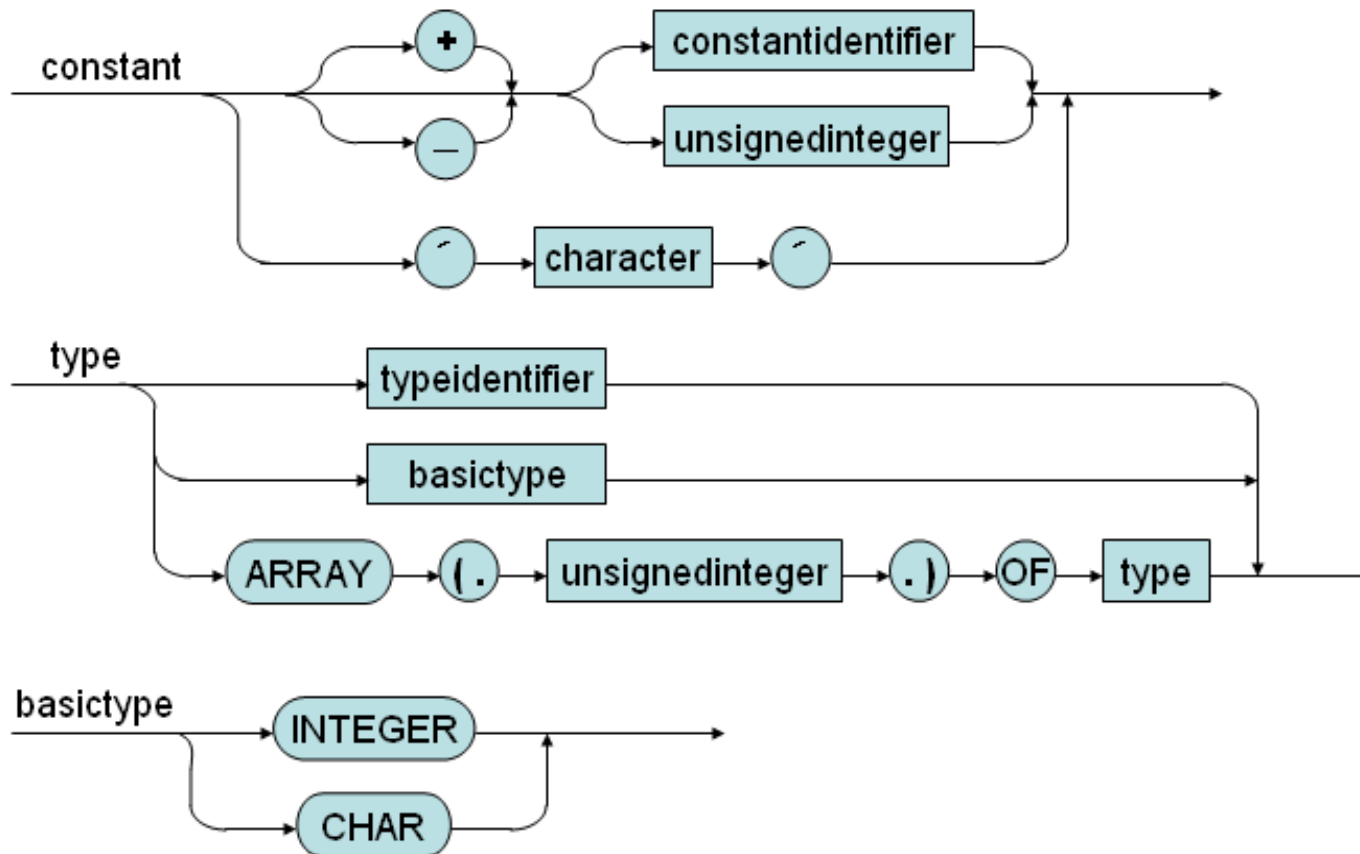 +
constant
constantidentifier
–
unsignedinteger
´ character ´
type
typeidentifier
basictype
ARRAY (. unsignedinteger .) OF type
basictype
INTEGER
CHAR